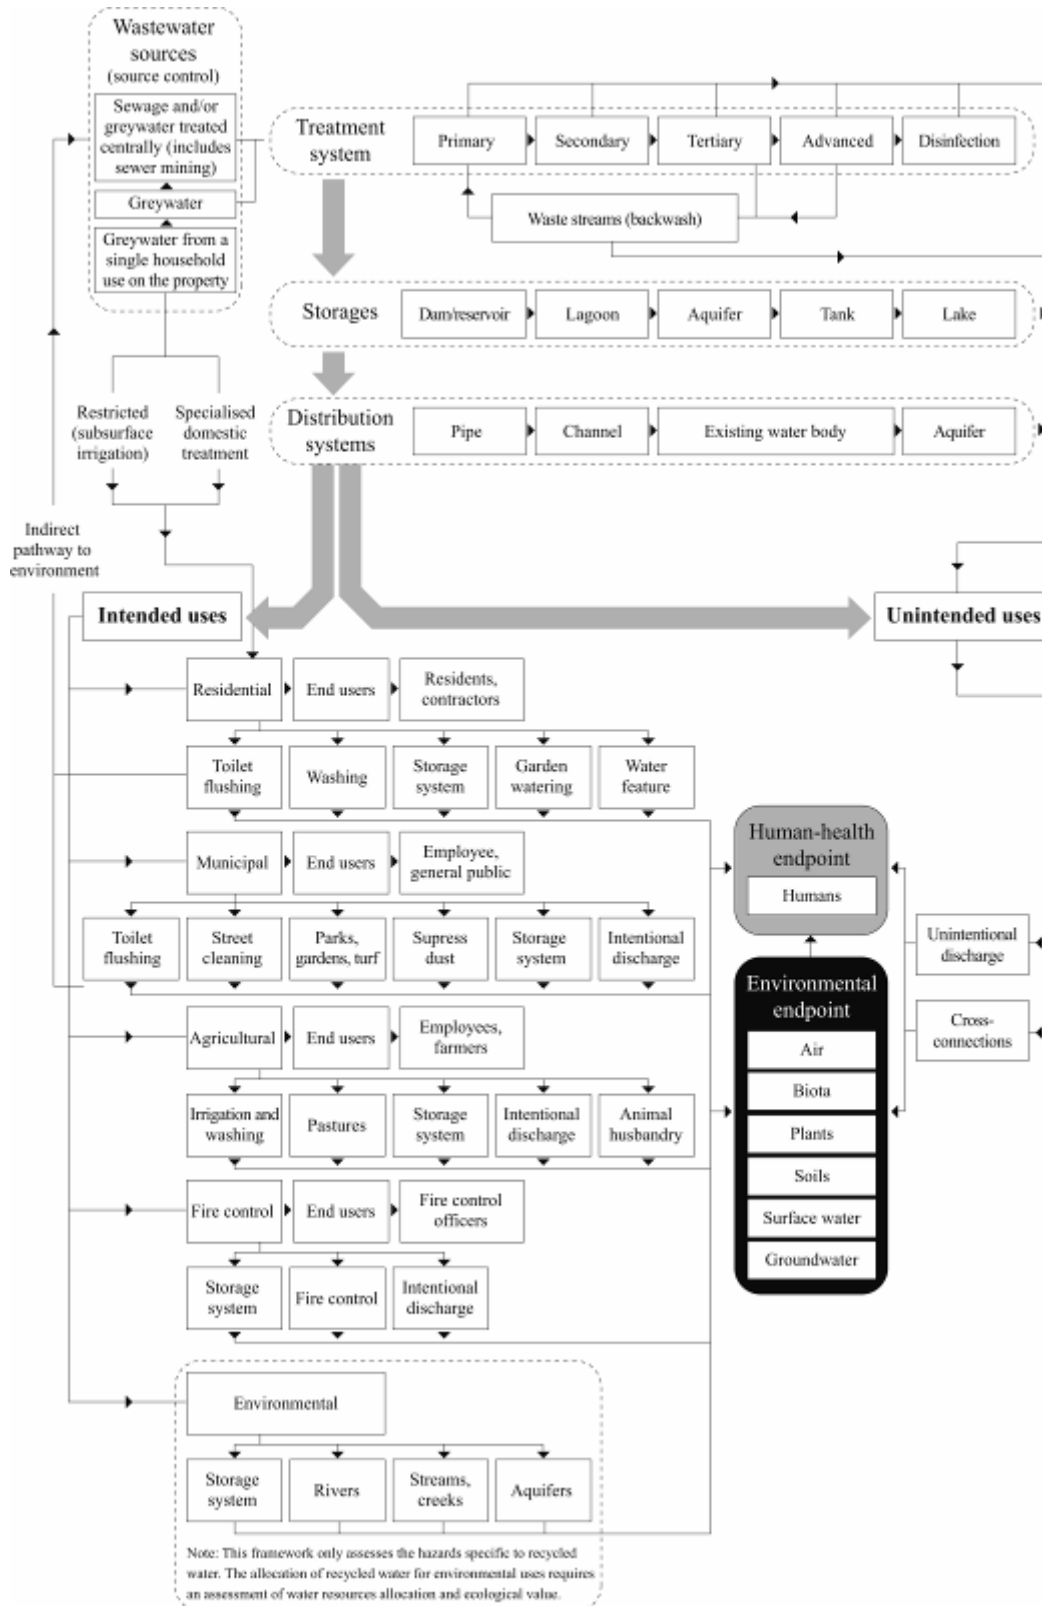 Wastewater
sources
(source control)
Sewage and/or
greywater treated
centrally (includes
sewer mining)
Greywater
Greywater from a
single household
use on the property
Treatment
system
Primary
Secondary
Tertiary
Advanced
Disinfection
Waste streams (backwash)
Storages
Dam/reservoir
Lagoon
Aquifer
Tank
Lake
Restricted
(subsurface
irrigation)
Specialised
domestic
treatment
Distribution
systems
Pipe
Channel
Existing water body
Aquifer
Indirect
pathway to
environment
Intended uses
Unintended uses
Residential
End users
Residents,
contractors
Toilet
flushing
Washing
Storage
system
Garden
watering
Water
feature
Municipal
End users
Employee,
general public
Toilet
flushing
Street
cleaning
Parks,
gardens, turf
Supress
dust
Storage
system
Intentional
discharge
Agricultural
End users
Employees,
farmers
Irrigation and
washing
Pastures
Storage
system
Intentional
discharge
Animal
husbandry
Fire control
End users
Fire control
officers
Storage
system
Fire control
Intentional
discharge
Environmental
Storage
system
Rivers
Streams,
creeks
Aquifers
Note: This framework only assesses the hazards specific to recycled
water. The allocation of recycled water for environmental uses requires
an assessment of water resources allocation and ecological value.
Human-health
endpoint
Humans
Environmental
endpoint
Air
Biota
Plants
Soils
Surface water
Groundwater
Unintentional
discharge
Cross-
connections